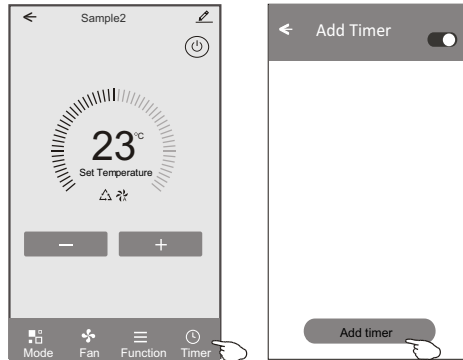 Sample2
23°C
Set Temperature
Mode Fan Function Timer
Add Timer
Add timer